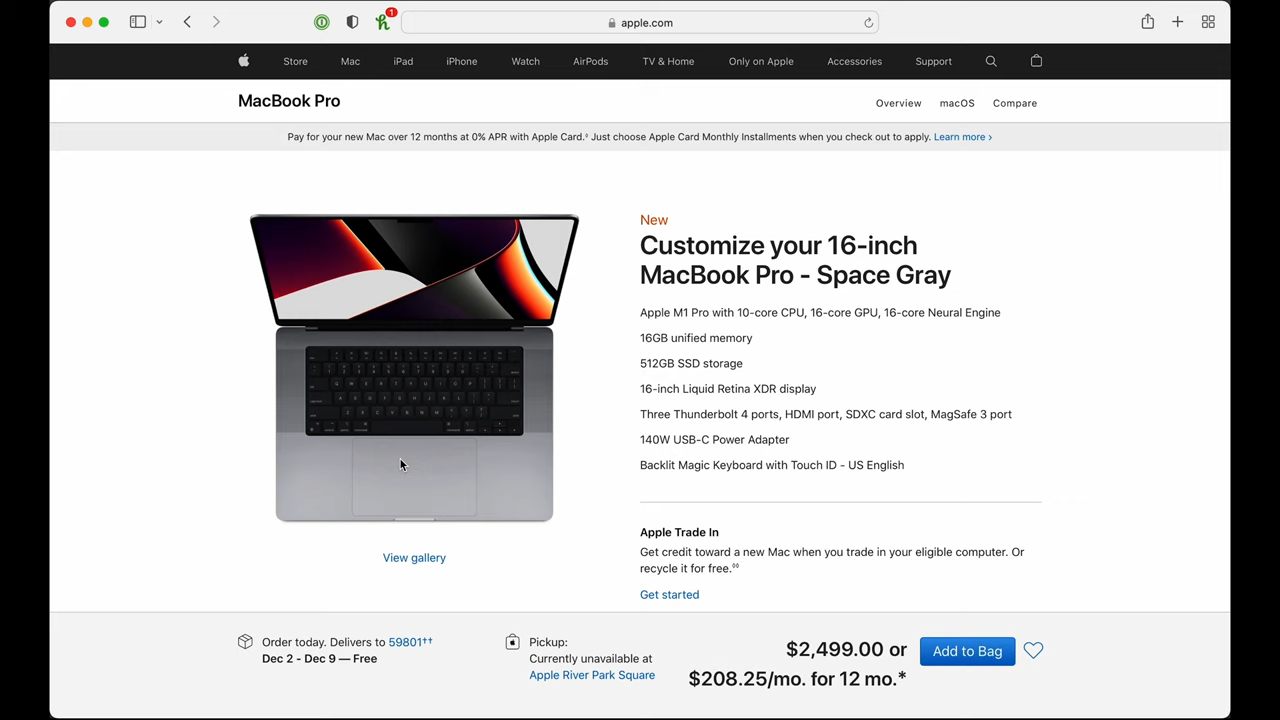 1
apple.com
Store Mac iPad iPhone Watch AirPods TV & Home Only on Apple Accessories Support
MacBook Pro
Overview macOS Compare
Pay for your new Mac over 12 months at 0% APR with Apple Card.◊ Just choose Apple Card Monthly Installments when you check out to apply. Learn more >
New
Customize your 16-inch
MacBook Pro - Space Gray
Apple M1 Pro with 10-core CPU, 16-core GPU, 16-core Neural Engine
16GB unified memory
512GB SSD storage
16-inch Liquid Retina XDR display
Three Thunderbolt 4 ports, HDMI port, SDXC card slot, MagSafe 3 port
140W USB-C Power Adapter
Backlit Magic Keyboard with Touch ID - US English
View gallery
Apple Trade In
Get credit toward a new Mac when you trade in your eligible computer. Or
recycle it for free.◊◊
Get started
Order today. Delivers to 59801††
Dec 2 - Dec 9 — Free
Pickup:
Currently unavailable at
Apple River Park Square
$2,499.00 or
$208.25/mo. for 12 mo.*
Add to Bag